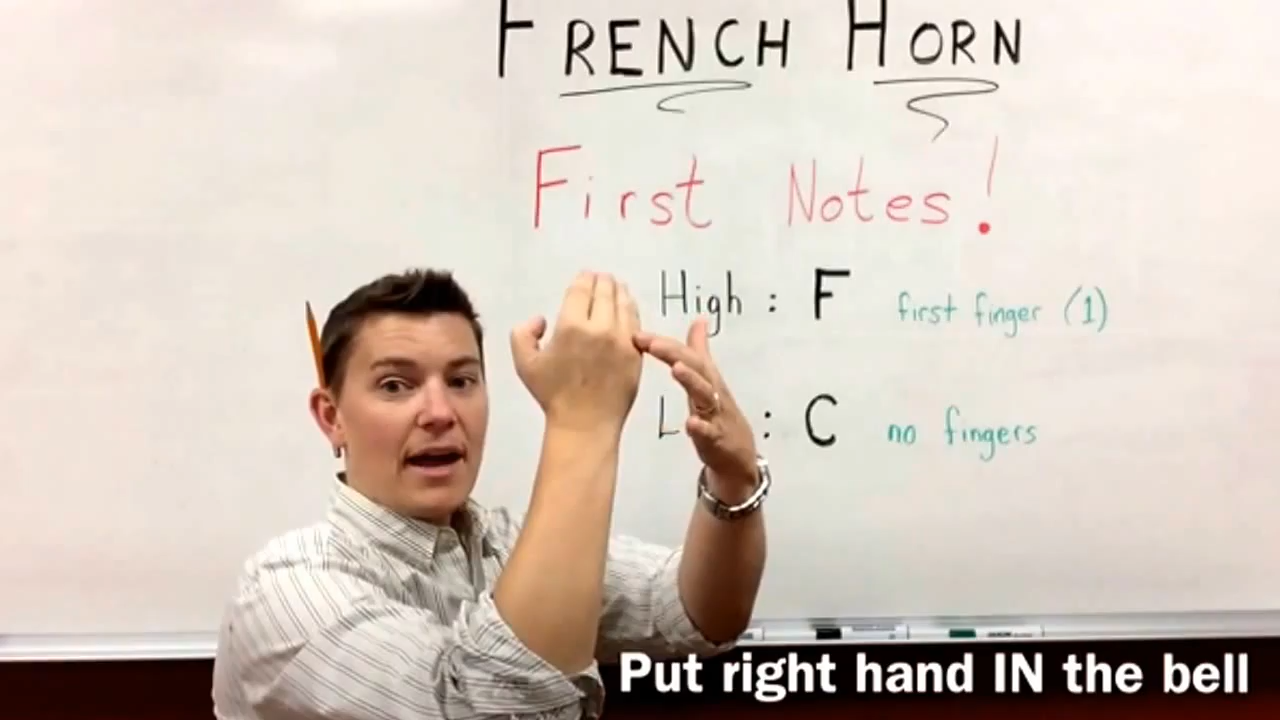 FRENCH HORN
First Notes!
High : F first finger (1)
: C no fingers
Put right hand IN the bell